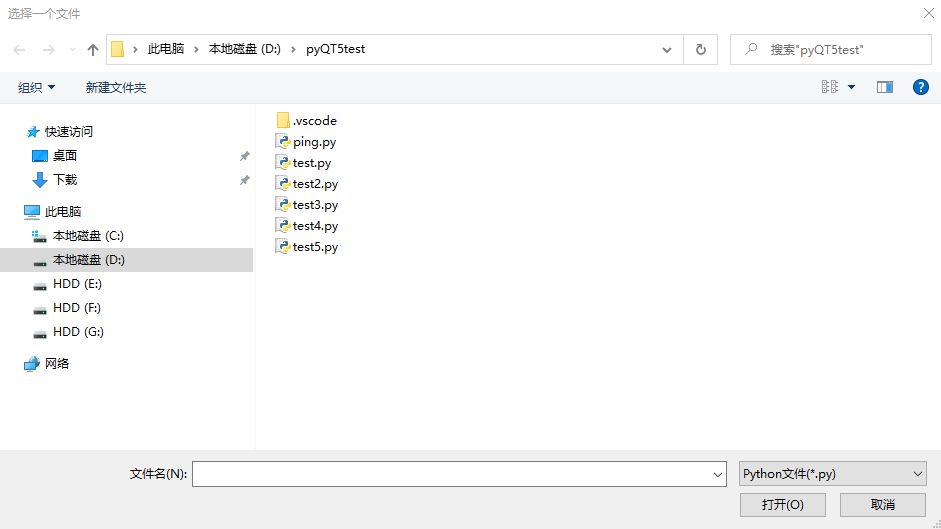 选择一个文件
此电脑 本地磁盘 (D:) pyQT5test 搜索"pyQT5test"
组织 新建文件夹
快速访问
桌面
下载
此电脑
本地磁盘 (C:)
本地磁盘 (D:)
HDD (E:)
HDD (F:)
HDD (G:)
网络
.vscode
ping.py
test.py
test2.py
test3.py
test4.py
test5.py
文件名(N): Python文件(*.py)
打开(O) 取消